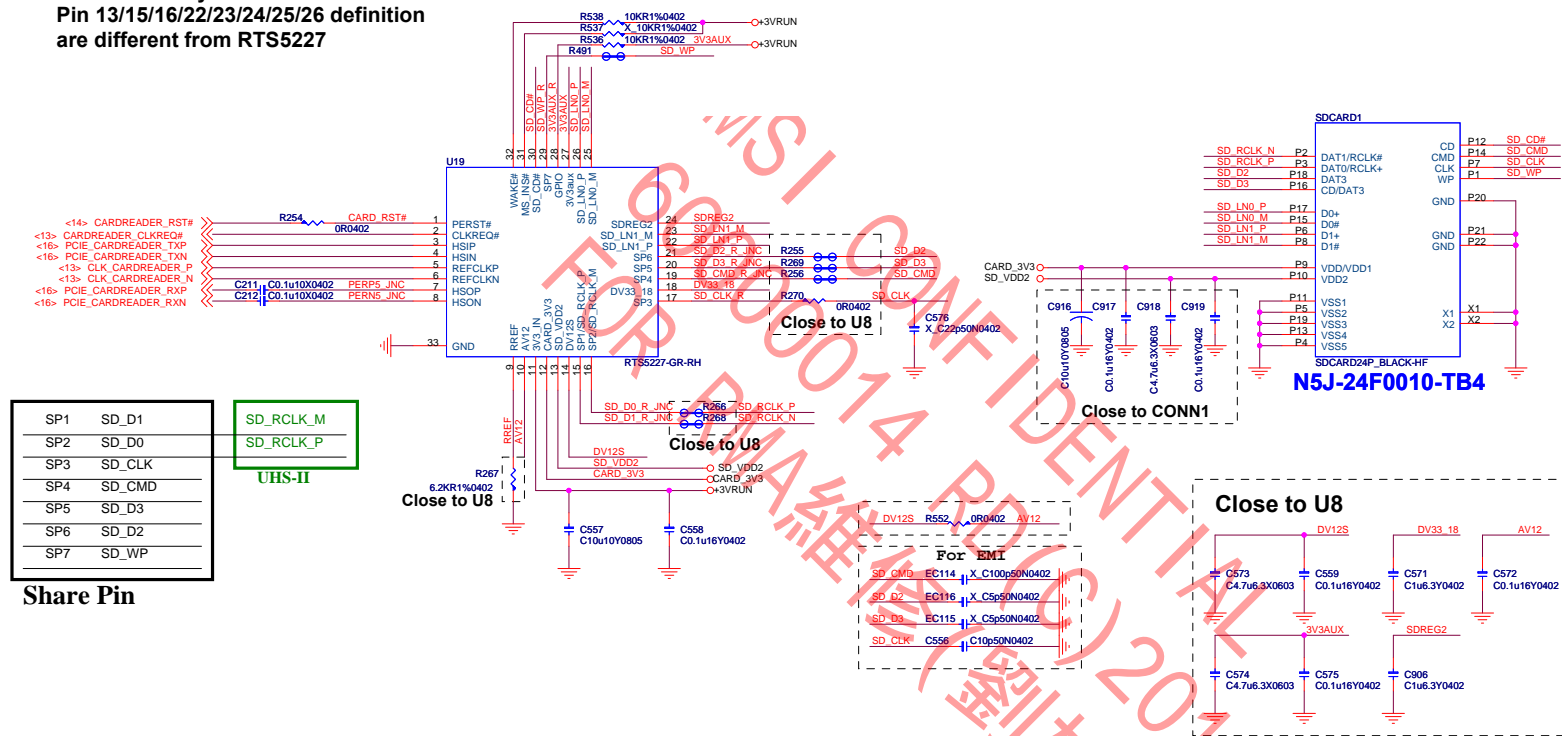 Pin 13/15/16/22/23/24/25/26 definition
are different from RTS5227
R538 10KR1%0402 +3VRUN
R537 X_10KR1%0402
R536 10KR1%0402 3V3AUX +3VRUN
R491 SD_WP
SD_CD#
SD_WP_R
3V3AUX_R
3V3AUX
SD_LN0_P
SD_LN0_M
32 31 30 29 28 27 26 25
U19
WAKE#
MS_INS#
SD_CD#
SP7
GPIO
3V3aux
SD_LN0_P
SD_LN0_M
<14> CARDREADER_RST# R254 0R0402 CARD_RST# 1 PERST#
<13> CARDREADER_CLKREQ# 2 CLKREQ#
<16> PCIE_CARDREADER_TXP 3 HSIP
<16> PCIE_CARDREADER_TXN 4 HSIN
<13> CLK_CARDREADER_P 5 REFCLKP
<13> CLK_CARDREADER_N 6 REFCLKN
<16> PCIE_CARDREADER_RXP C211 C0.1u10X0402 PERP5_JNC 7 HSOP
<16> PCIE_CARDREADER_RXN C212 C0.1u10X0402 PERN5_JNC 8 HSON
33 GND
SDREG2 24 SDREG2
SD_LN1_M 23 SD_LN1_M
SD_LN1_P 22 SD_LN1_P
SP6 21 SD_D2_R_JNC R255 SD_D2
SP5 20 SD_D3_R_JNC R269 SD_D3
SP4 19 SD_CMD_R_JNC R256 SD_CMD
DV33_18 18 DV33_18
SP3 17 SD_CLK_R R270 0R0402 SD_CLK
Close to U8
C576
X_C22p50N0402
RREF
AV12
3V3_IN
CARD_3V3
SD_VDD2
DV12S
SP1/SD_RCLK_P
SP2/SD_RCLK_M
RTS5227-GR-RH
9 10 11 12 13 14 15 16
SD_D0_R_JNC R266 SD_RCLK_P
SD_D1_R_JNC R268 SD_RCLK_N
Close to U8
RREF
AV12
DV12S
SD_VDD2 SD_VDD2
CARD_3V3 CARD_3V3
+3VRUN
R267
6.2KR1%0402
Close to U8
C557
C10u10Y0805
C558
C0.1u16Y0402
SP1 SD_D1 SD_RCLK_M
SP2 SD_D0 SD_RCLK_P
SP3 SD_CLK
SP4 SD_CMD
SP5 SD_D3
SP6 SD_D2
SP7 SD_WP
UHS-II
Share Pin
SDCARD1
SD_RCLK_N P2 DAT1/RCLK#
SD_RCLK_P P3 DAT0/RCLK+
SD_D2 P18 DAT3
SD_D3 P16 CD/DAT3
SD_LN0_P P17 D0+
SD_LN0_M P15 D0#
SD_LN1_P P6 D1+
SD_LN1_M P8 D1#
CARD_3V3 P9 VDD/VDD1
SD_VDD2 P10 VDD2
P11 VSS1
P5 VSS2
P19 VSS3
P13 VSS4
P4 VSS5
CD P12 SD_CD#
CMD P14 SD_CMD
CLK P7 SD_CLK
WP P1 SD_WP
GND P20
GND P21
GND P22
X1 X1
X2 X2
SDCARD24P_BLACK-HF
N5J-24F0010-TB4
C916 C917 C918 C919
C10u10Y0805
C0.1u16Y0402
C4.7u6.3X0603
C0.1u16Y0402
Close to CONN1
DV12S R552 0R0402 AV12
For EMI
SD_CMD EC114 X_C100p50N0402
SD_D2 EC116 X_C5p50N0402
SD_D3 EC115 X_C5p50N0402
SD_CLK C556 C10p50N0402
Close to U8
DV12S DV33_18 AV12
C573
C4.7u6.3X0603
C559
C0.1u16Y0402
C571
C1u6.3Y0402
C572
C0.1u16Y0402
3V3AUX SDREG2
C574
C4.7u6.3X0603
C575
C0.1u16Y0402
C906
C1u6.3Y0402
MSI CONFIDENTIAL
60000014 RD(C)201
FOR RMA維修(劉